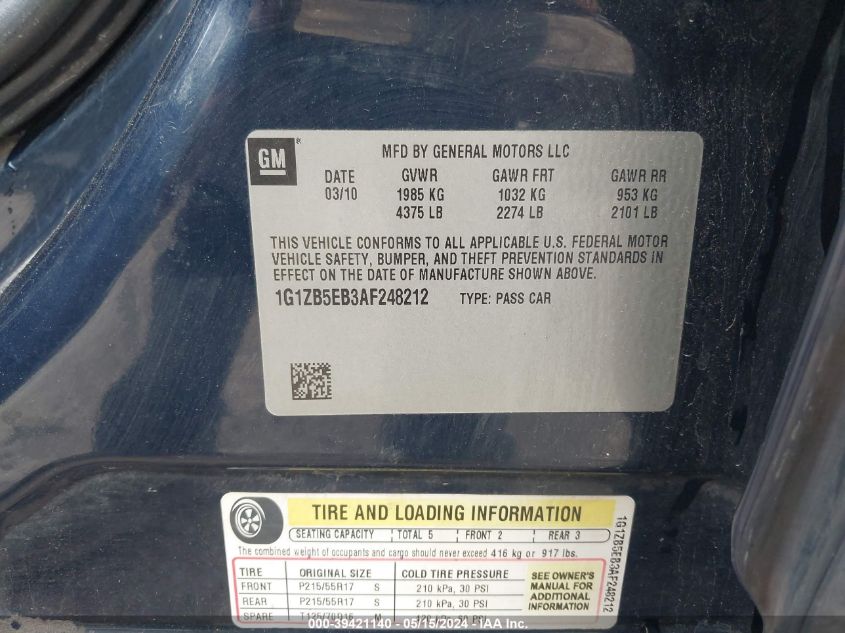 GM ®
MFD BY GENERAL MOTORS LLC
DATE GVWR GAWR FRT GAWR RR
03/10 1985 KG 1032 KG 953 KG
4375 LB 2274 LB 2101 LB
THIS VEHICLE CONFORMS TO ALL APPLICABLE U.S. FEDERAL MOTOR
VEHICLE SAFETY, BUMPER, AND THEFT PREVENTION STANDARDS IN
EFFECT ON THE DATE OF MANUFACTURE SHOWN ABOVE.
1G1ZB5EB3AF248212 TYPE: PASS CAR
TIRE AND LOADING INFORMATION
SEATING CAPACITY TOTAL 5 FRONT 2 REAR 3
The combined weight of occupants and cargo should never exceed 416 kg or 917 lbs.
TIRE ORIGINAL SIZE COLD TIRE PRESSURE
FRONT P215/55R17 S 210 kPa, 30 PSI
REAR P215/55R17 S 210 kPa, 30 PSI
SPARE
SEE OWNER'S
MANUAL FOR
ADDITIONAL
INFORMATION
1G1ZB5EB3AF248212
000-39421140 - 05/15/2024 - IAA Inc.